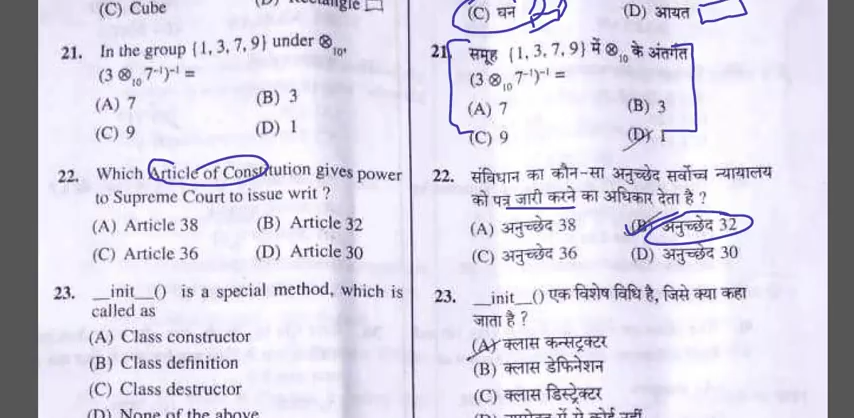 (C) Cube
21. In the group {1, 3, 7, 9} under ⊗₁₀,
(3 ⊗₁₀ 7⁻¹)⁻¹ =
(A) 7 (B) 3
(C) 9 (D) 1
22. Which Article of Constitution gives power
to Supreme Court to issue writ ?
(A) Article 38 (B) Article 32
(C) Article 36 (D) Article 30
23. __init__() is a special method, which is
called as
(A) Class constructor
(B) Class definition
(C) Class destructor
(D) None of the above
(C) घन (D) आयत
21. समूह {1, 3, 7, 9} में ⊗₁₀ के अंतर्गत
(3 ⊗₁₀ 7⁻¹)⁻¹ =
(A) 7 (B) 3
(C) 9 (D) 1
22. संविधान का कौन-सा अनुच्छेद सर्वोच्च न्यायालय
को पत्र जारी करने का अधिकार देता है ?
(A) अनुच्छेद 38 (B) अनुच्छेद 32
(C) अनुच्छेद 36 (D) अनुच्छेद 30
23. __init__() एक विशेष विधि है, जिसे क्या कहा
जाता है ?
(A) क्लास कन्सट्रक्टर
(B) क्लास डेफिनेशन
(C) क्लास डिस्ट्रेक्टर